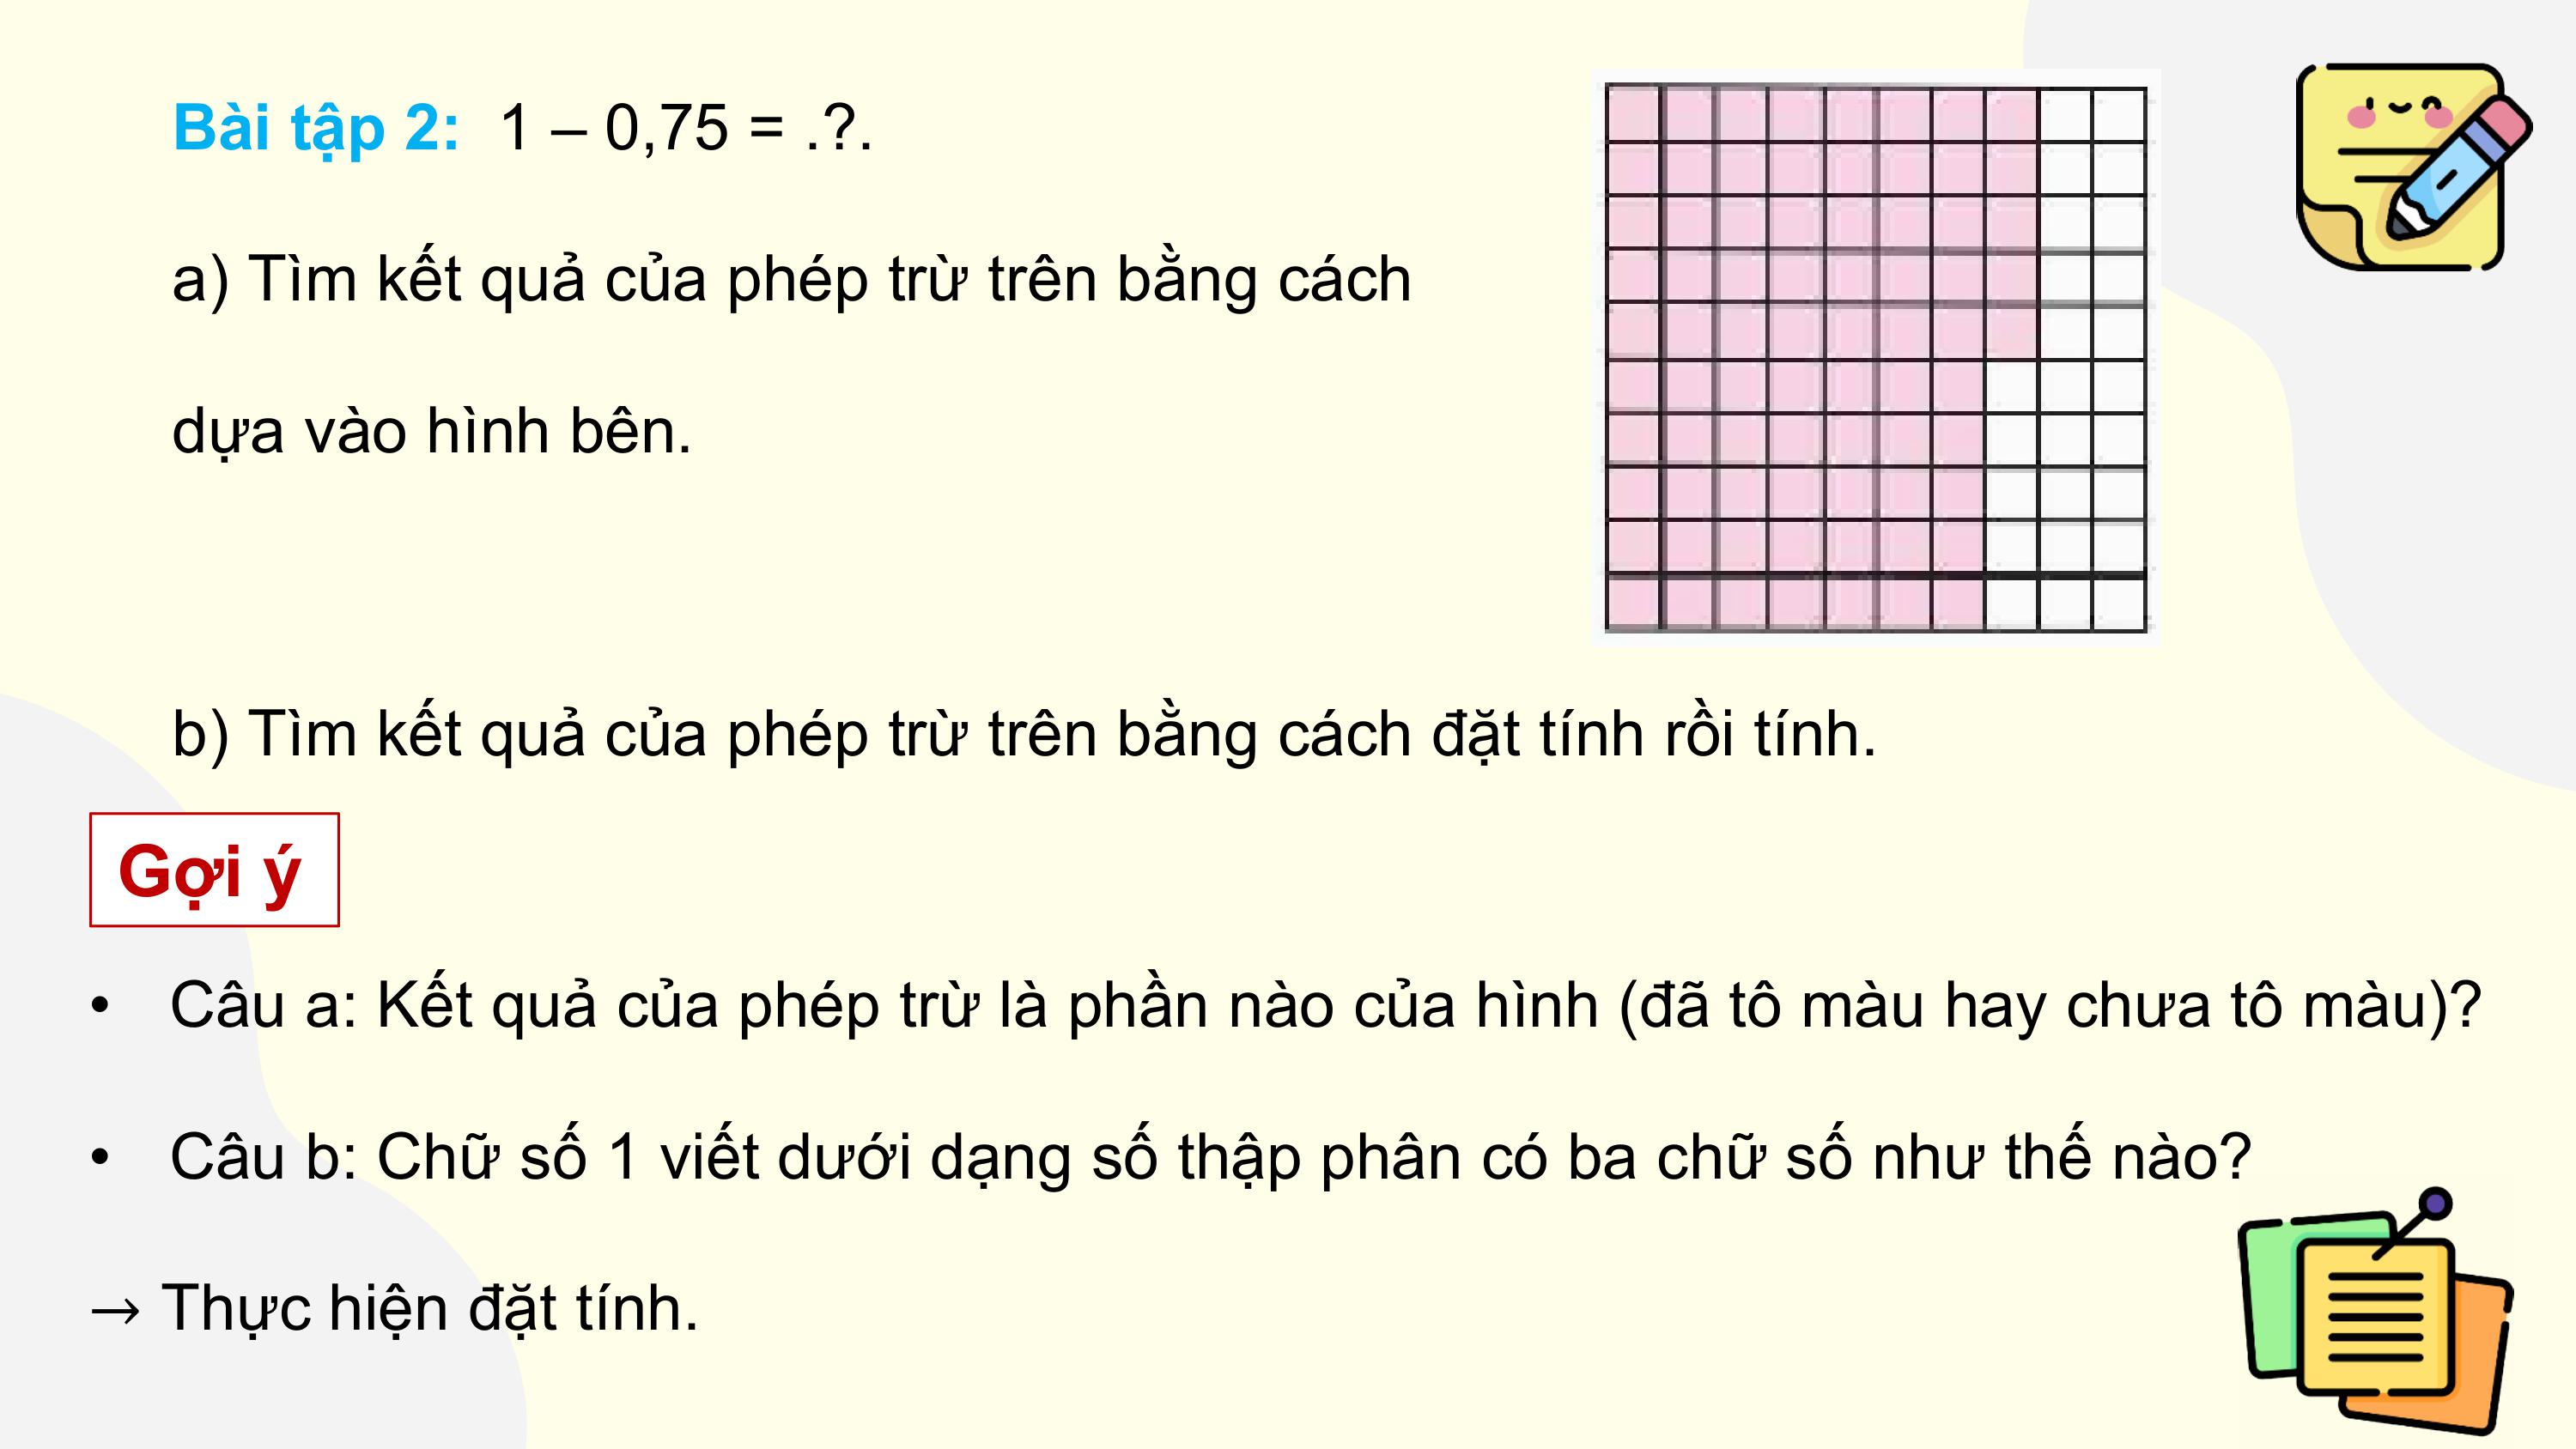 Bài tập 2: 1 – 0,75 = .?.
a) Tìm kết quả của phép trừ trên bằng cách
dựa vào hình bên.
b) Tìm kết quả của phép trừ trên bằng cách đặt tính rồi tính.
Gợi ý
• Câu a: Kết quả của phép trừ là phần nào của hình (đã tô màu hay chưa tô màu)?
• Câu b: Chữ số 1 viết dưới dạng số thập phân có ba chữ số như thế nào?
→ Thực hiện đặt tính.